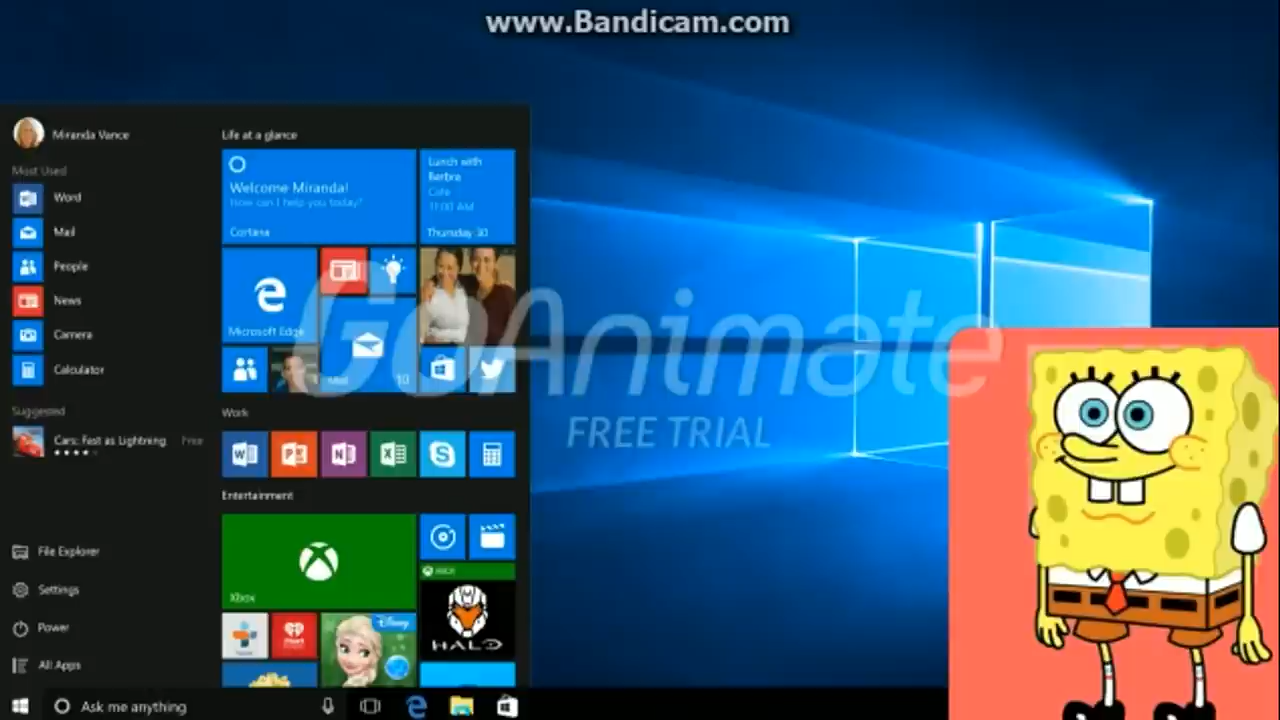 www.Bandicam.com
Miranda Vance
Life at a glance
Most Used
Word
Mail
People
News
Camera
Calculator
Suggested
Cars: Fast as Lightning
Free
Welcome Miranda!
How can I help you today?
Cortana
Lunch with
Barbra
Cafe
11:00 AM
Thursday 30
Microsoft Edge
Mail
10
GoAnimate
FREE TRIAL
Work
Entertainment
Xbox
XBOX
HALO
iHeart
Disney
File Explorer
Settings
Power
All Apps
Ask me anything